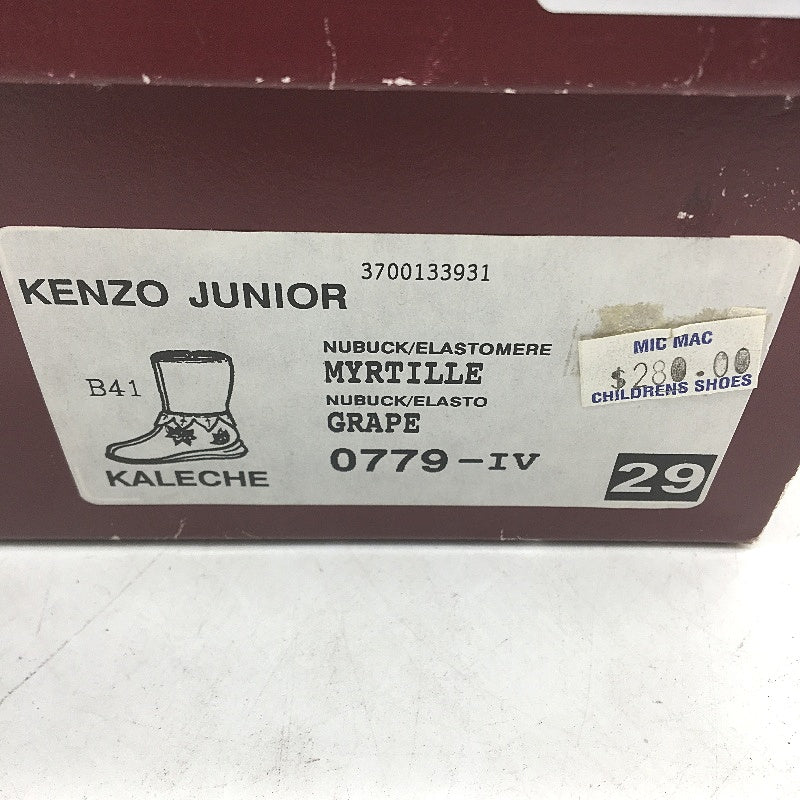 3700133931
KENZO JUNIOR
B41
KALECHE
NUBUCK/ELASTOMERE
MYRTILLE
NUBUCK/ELASTO
GRAPE
0779-IV
MIC MAC
$280.00
CHILDRENS SHOES
29